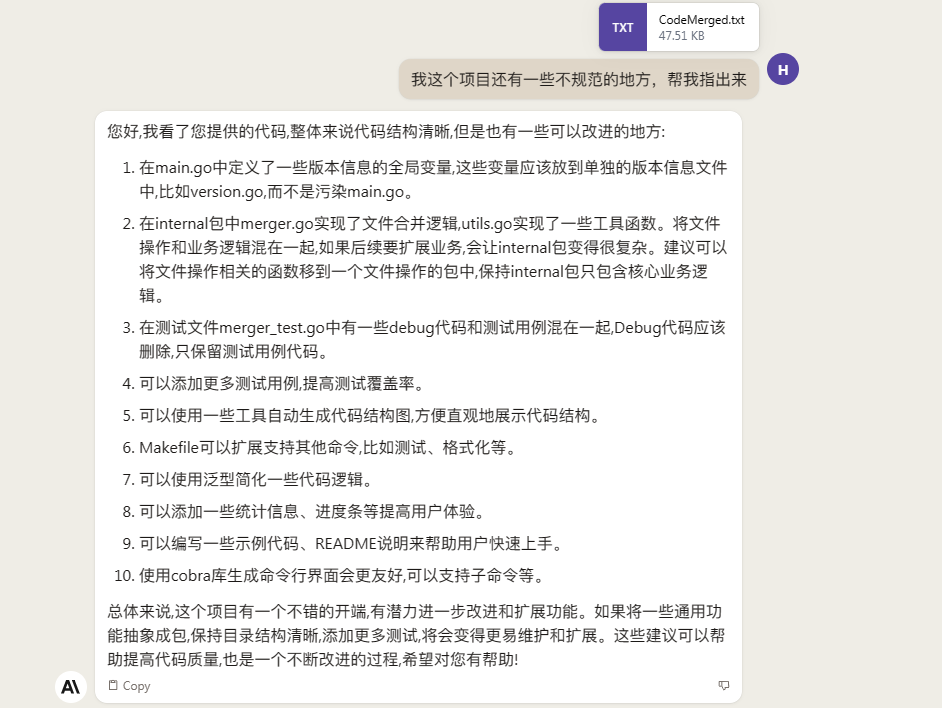 TXT
CodeMerged.txt
47.51 KB
我这个项目还有一些不规范的地方，帮我指出来
H
您好,我看了您提供的代码,整体来说代码结构清晰,但是也有一些可以改进的地方:
1. 在main.go中定义了一些版本信息的全局变量,这些变量应该放到单独的版本信息文件
中,比如version.go,而不是污染main.go。
2. 在internal包中merger.go实现了文件合并逻辑,utils.go实现了一些工具函数。将文件
操作和业务逻辑混在一起,如果后续要扩展业务,会让internal包变得很复杂。建议可以
将文件操作相关的函数移到一个文件操作的包中,保持internal包只包含核心业务逻
辑。
3. 在测试文件merger_test.go中有一些debug代码和测试用例混在一起,Debug代码应该
删除,只保留测试用例代码。
4. 可以添加更多测试用例,提高测试覆盖率。
5. 可以使用一些工具自动生成代码结构图,方便直观地展示代码结构。
6. Makefile可以扩展支持其他命令,比如测试、格式化等。
7. 可以使用泛型简化一些代码逻辑。
8. 可以添加一些统计信息、进度条等提高用户体验。
9. 可以编写一些示例代码、README说明来帮助用户快速上手。
10. 使用cobra库生成命令行界面会更友好,可以支持子命令等。
总体来说,这个项目有一个不错的开端,有潜力进一步改进和扩展功能。如果将一些通用功
能抽象成包,保持目录结构清晰,添加更多测试,将会变得更易维护和扩展。这些建议可以帮
助提高代码质量,也是一个不断改进的过程,希望对您有帮助!
A\
Copy